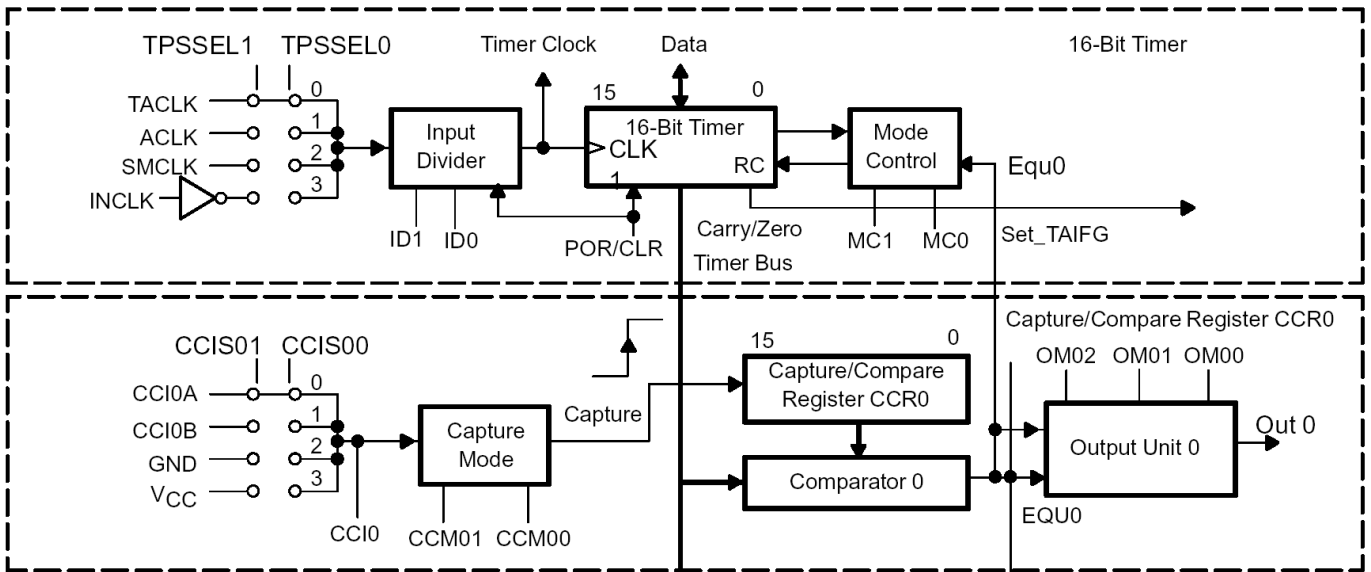 TPSSEL1 TPSSEL0 Timer Clock Data 16-Bit Timer
15 0
0
TACLK
1
ACLK
2
SMCLK
3
INCLK
Input
Divider
ID1 ID0
16-Bit Timer
CLK
RC
1
POR/CLR
Mode
Control
MC1 MC0
Equ0
Carry/Zero
Set_TAIFG
Timer Bus
Capture/Compare Register CCR0
CCIS01 CCIS00
0
CCI0A
1
CCI0B
2
GND
3
VCC
CCI0
Capture
Mode
CCM01 CCM00
Capture
15 0
Capture/Compare
Register CCR0
Comparator 0
OM02 OM01 OM00
Output Unit 0
Out 0
EQU0